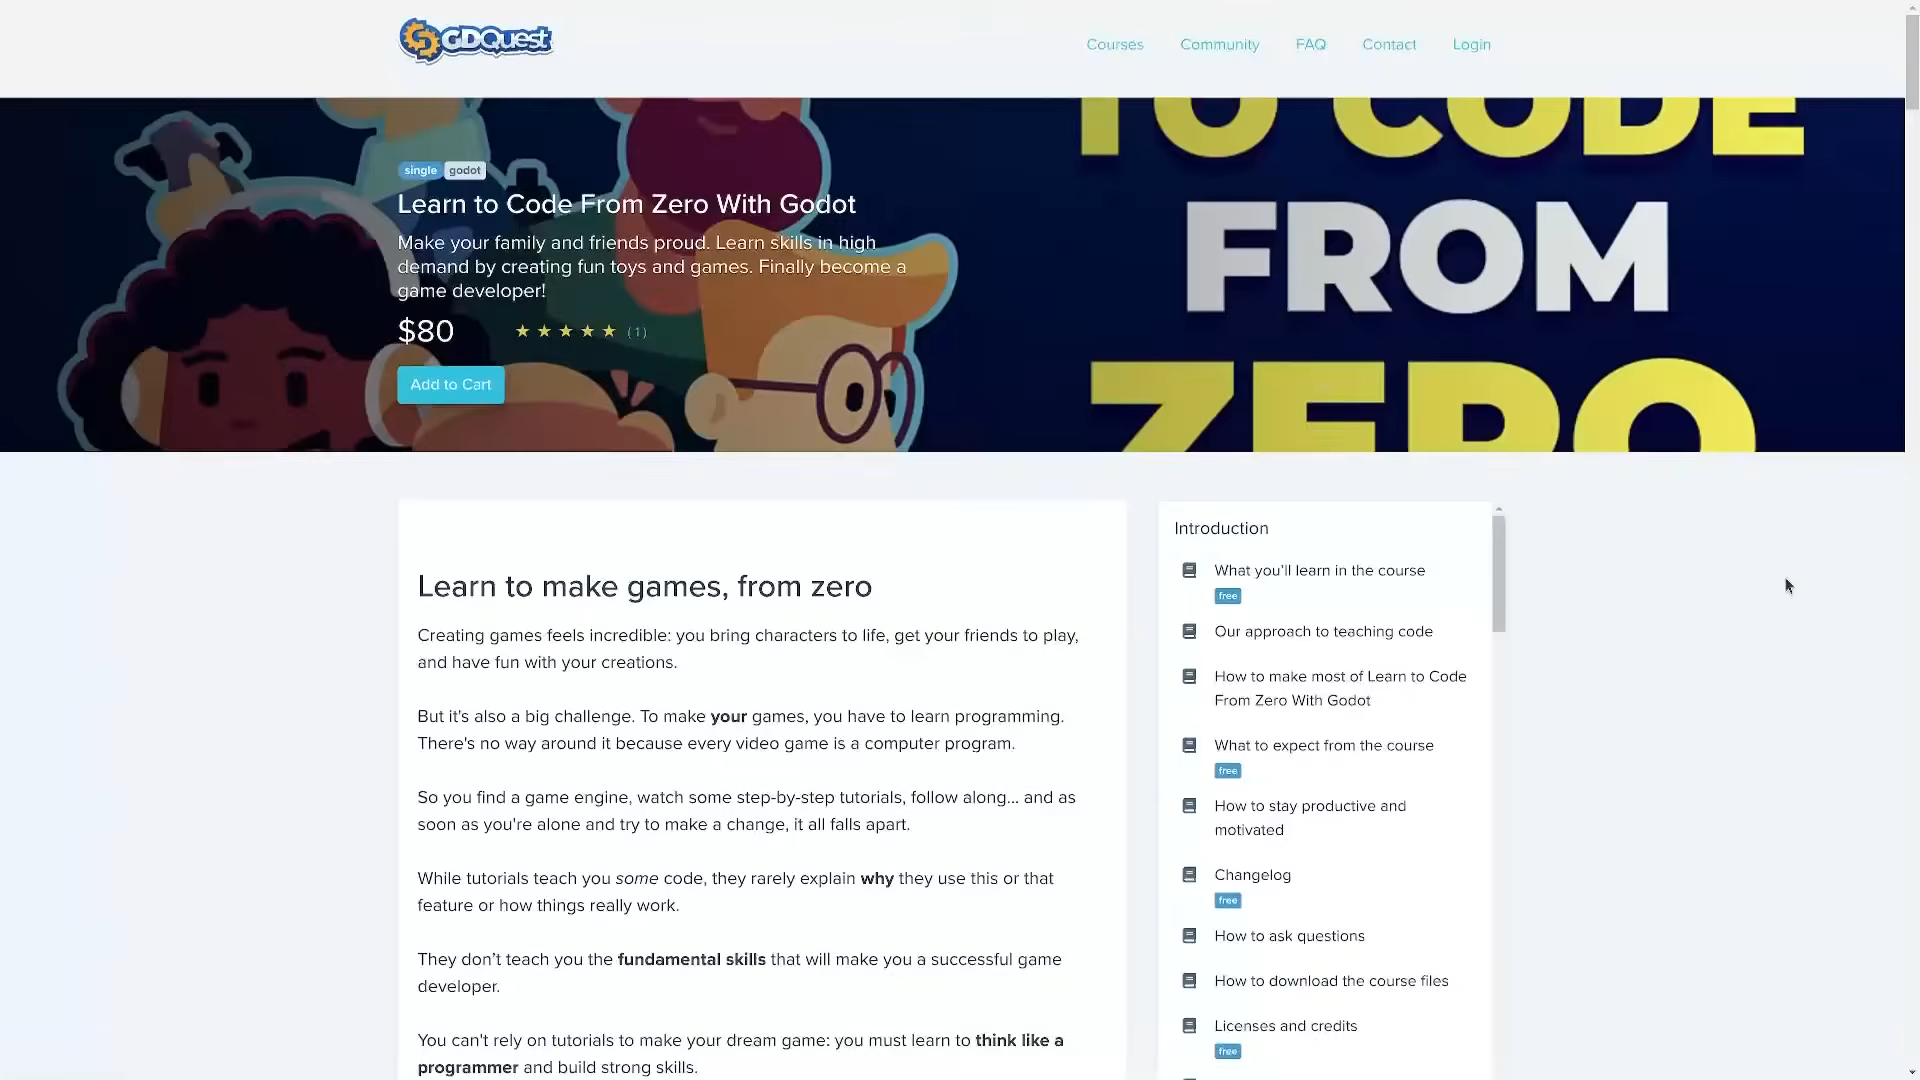 GDQuest
Courses
Community
FAQ
Contact
Login
TO CODE
FROM
ZERO
single
godot
Learn to Code From Zero With Godot
Make your family and friends proud. Learn skills in high
demand by creating fun toys and games. Finally become a
game developer!
$80
★ ★ ★ ★ ★ (1)
Add to Cart
Learn to make games, from zero
Creating games feels incredible: you bring characters to life, get your friends to play,
and have fun with your creations.
But it's also a big challenge. To make your games, you have to learn programming.
There's no way around it because every video game is a computer program.
So you find a game engine, watch some step-by-step tutorials, follow along... and as
soon as you're alone and try to make a change, it all falls apart.
While tutorials teach you some code, they rarely explain why they use this or that
feature or how things really work.
They don’t teach you the fundamental skills that will make you a successful game
developer.
You can't rely on tutorials to make your dream game: you must learn to think like a
programmer and build strong skills.
Introduction
What you'll learn in the course
free
Our approach to teaching code
How to make most of Learn to Code
From Zero With Godot
What to expect from the course
free
How to stay productive and
motivated
Changelog
free
How to ask questions
How to download the course files
Licenses and credits
free